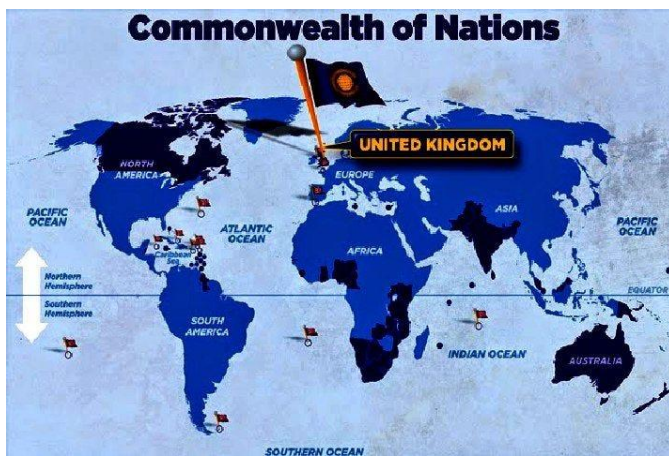 Commonwealth of Nations
UNITED KINGDOM
NORTH
AMERICA
EUROPE
ASIA
PACIFIC
OCEAN
ATLANTIC
OCEAN
PACIFIC
OCEAN
AFRICA
Caribbean
Sea
Northern
Hemisphere
EQUATOR
Southern
Hemisphere
SOUTH
AMERICA
INDIAN OCEAN
AUSTRALIA
SOUTHERN OCEAN